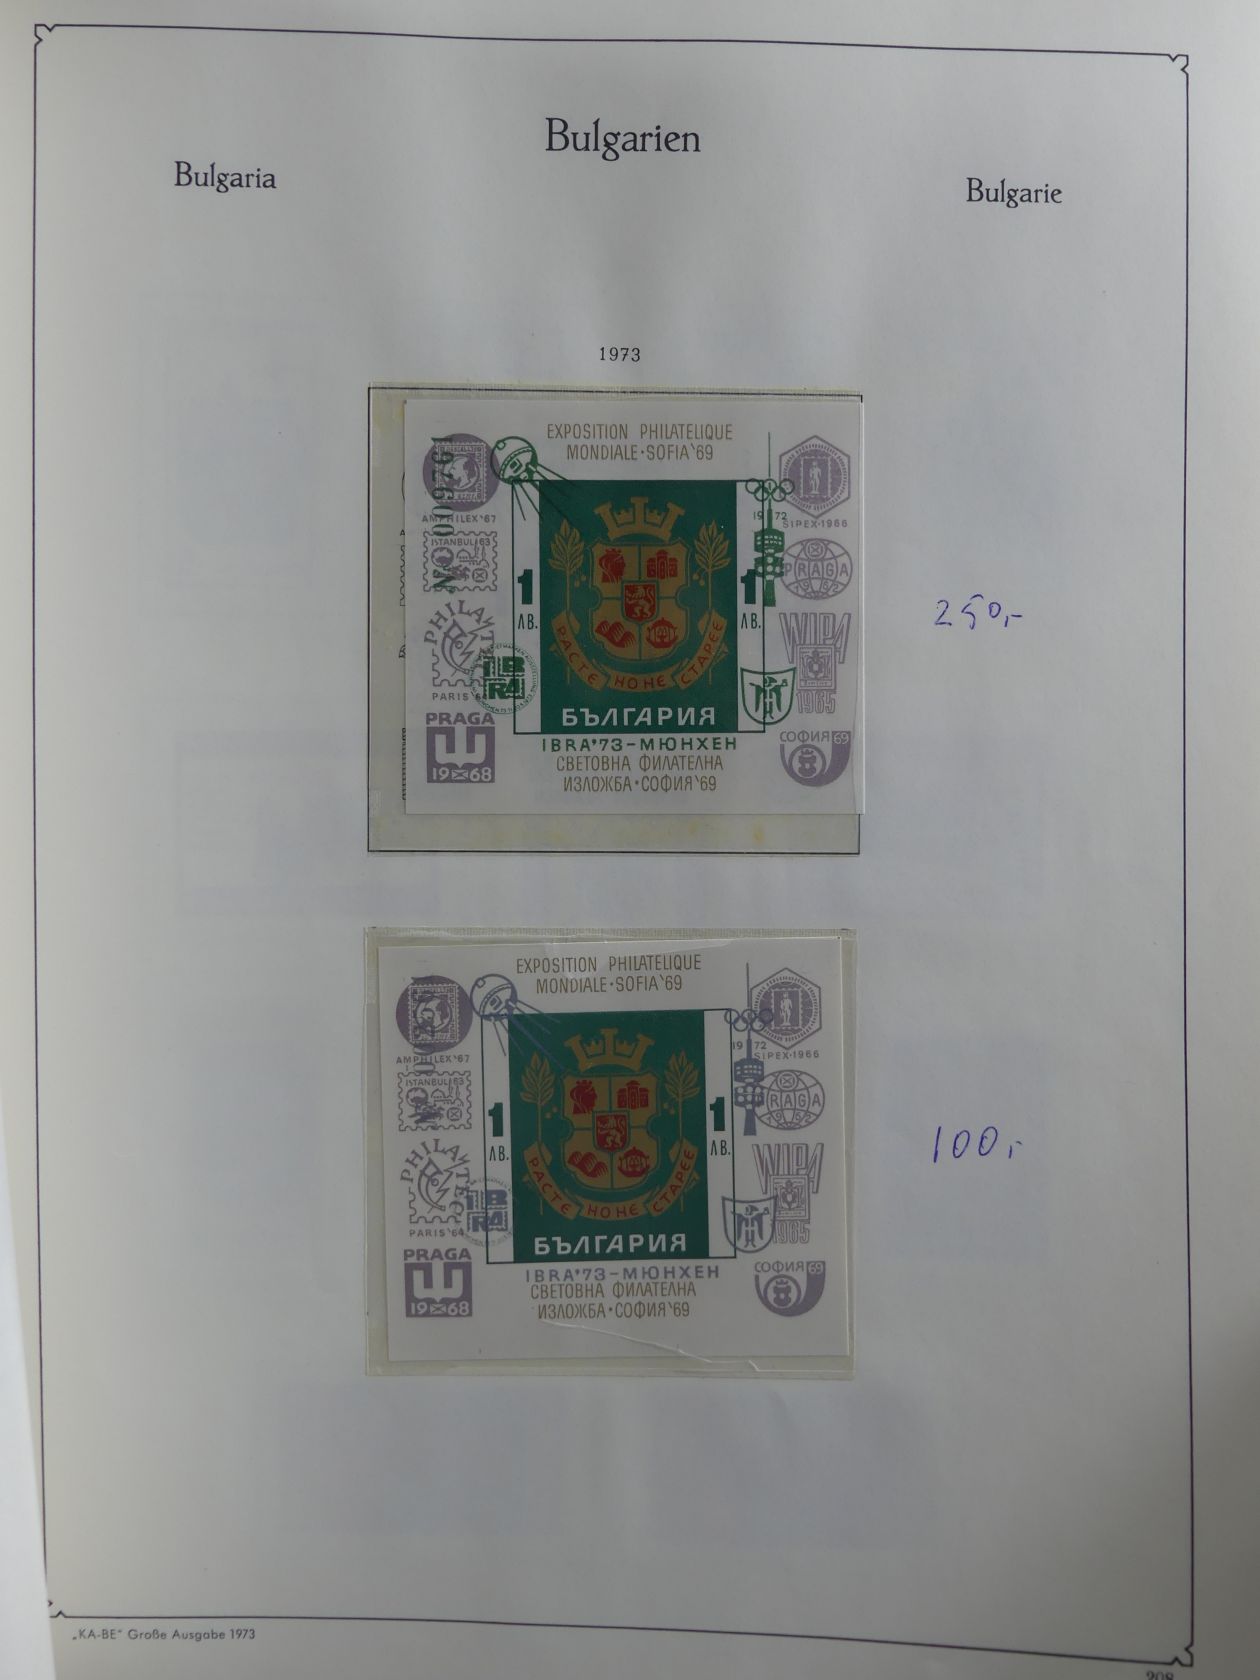 Bulgarien
Bulgaria
Bulgarie
1973
EXPOSITION PHILATELIQUE
MONDIALE·SOFIA'69
№009761
AMPHILEX'67
ISTANBUL 63
PHILATEC
PARIS'64
PRAGA
1968
1972
SIPEX·1966
PRAGA
1962
WIPA
1965
СОФИЯ 69
1
ЛВ.
1
ЛВ.
РАСТЕ НО НЕ СТАРЕЕ
IBRA
БЪЛГАРИЯ
IBRA'73-МЮНХЕН
СВЕТОВНА ФИЛАТЕЛНА
ИЗЛОЖБА·СОФИЯ'69
250,-
EXPOSITION PHILATELIQUE
MONDIALE·SOFIA'69
AMPHILEX'67
ISTANBUL 63
PHILATEC
PARIS'64
PRAGA
1968
1972
SIPEX·1966
PRAGA
1962
WIPA
1965
СОФИЯ 69
1
ЛВ.
1
ЛВ.
РАСТЕ НО НЕ СТАРЕЕ
IBRA
БЪЛГАРИЯ
IBRA'73-МЮНХЕН
СВЕТОВНА ФИЛАТЕЛНА
ИЗЛОЖБА·СОФИЯ'69
100,-
„KA-BE" Große Ausgabe 1973
208